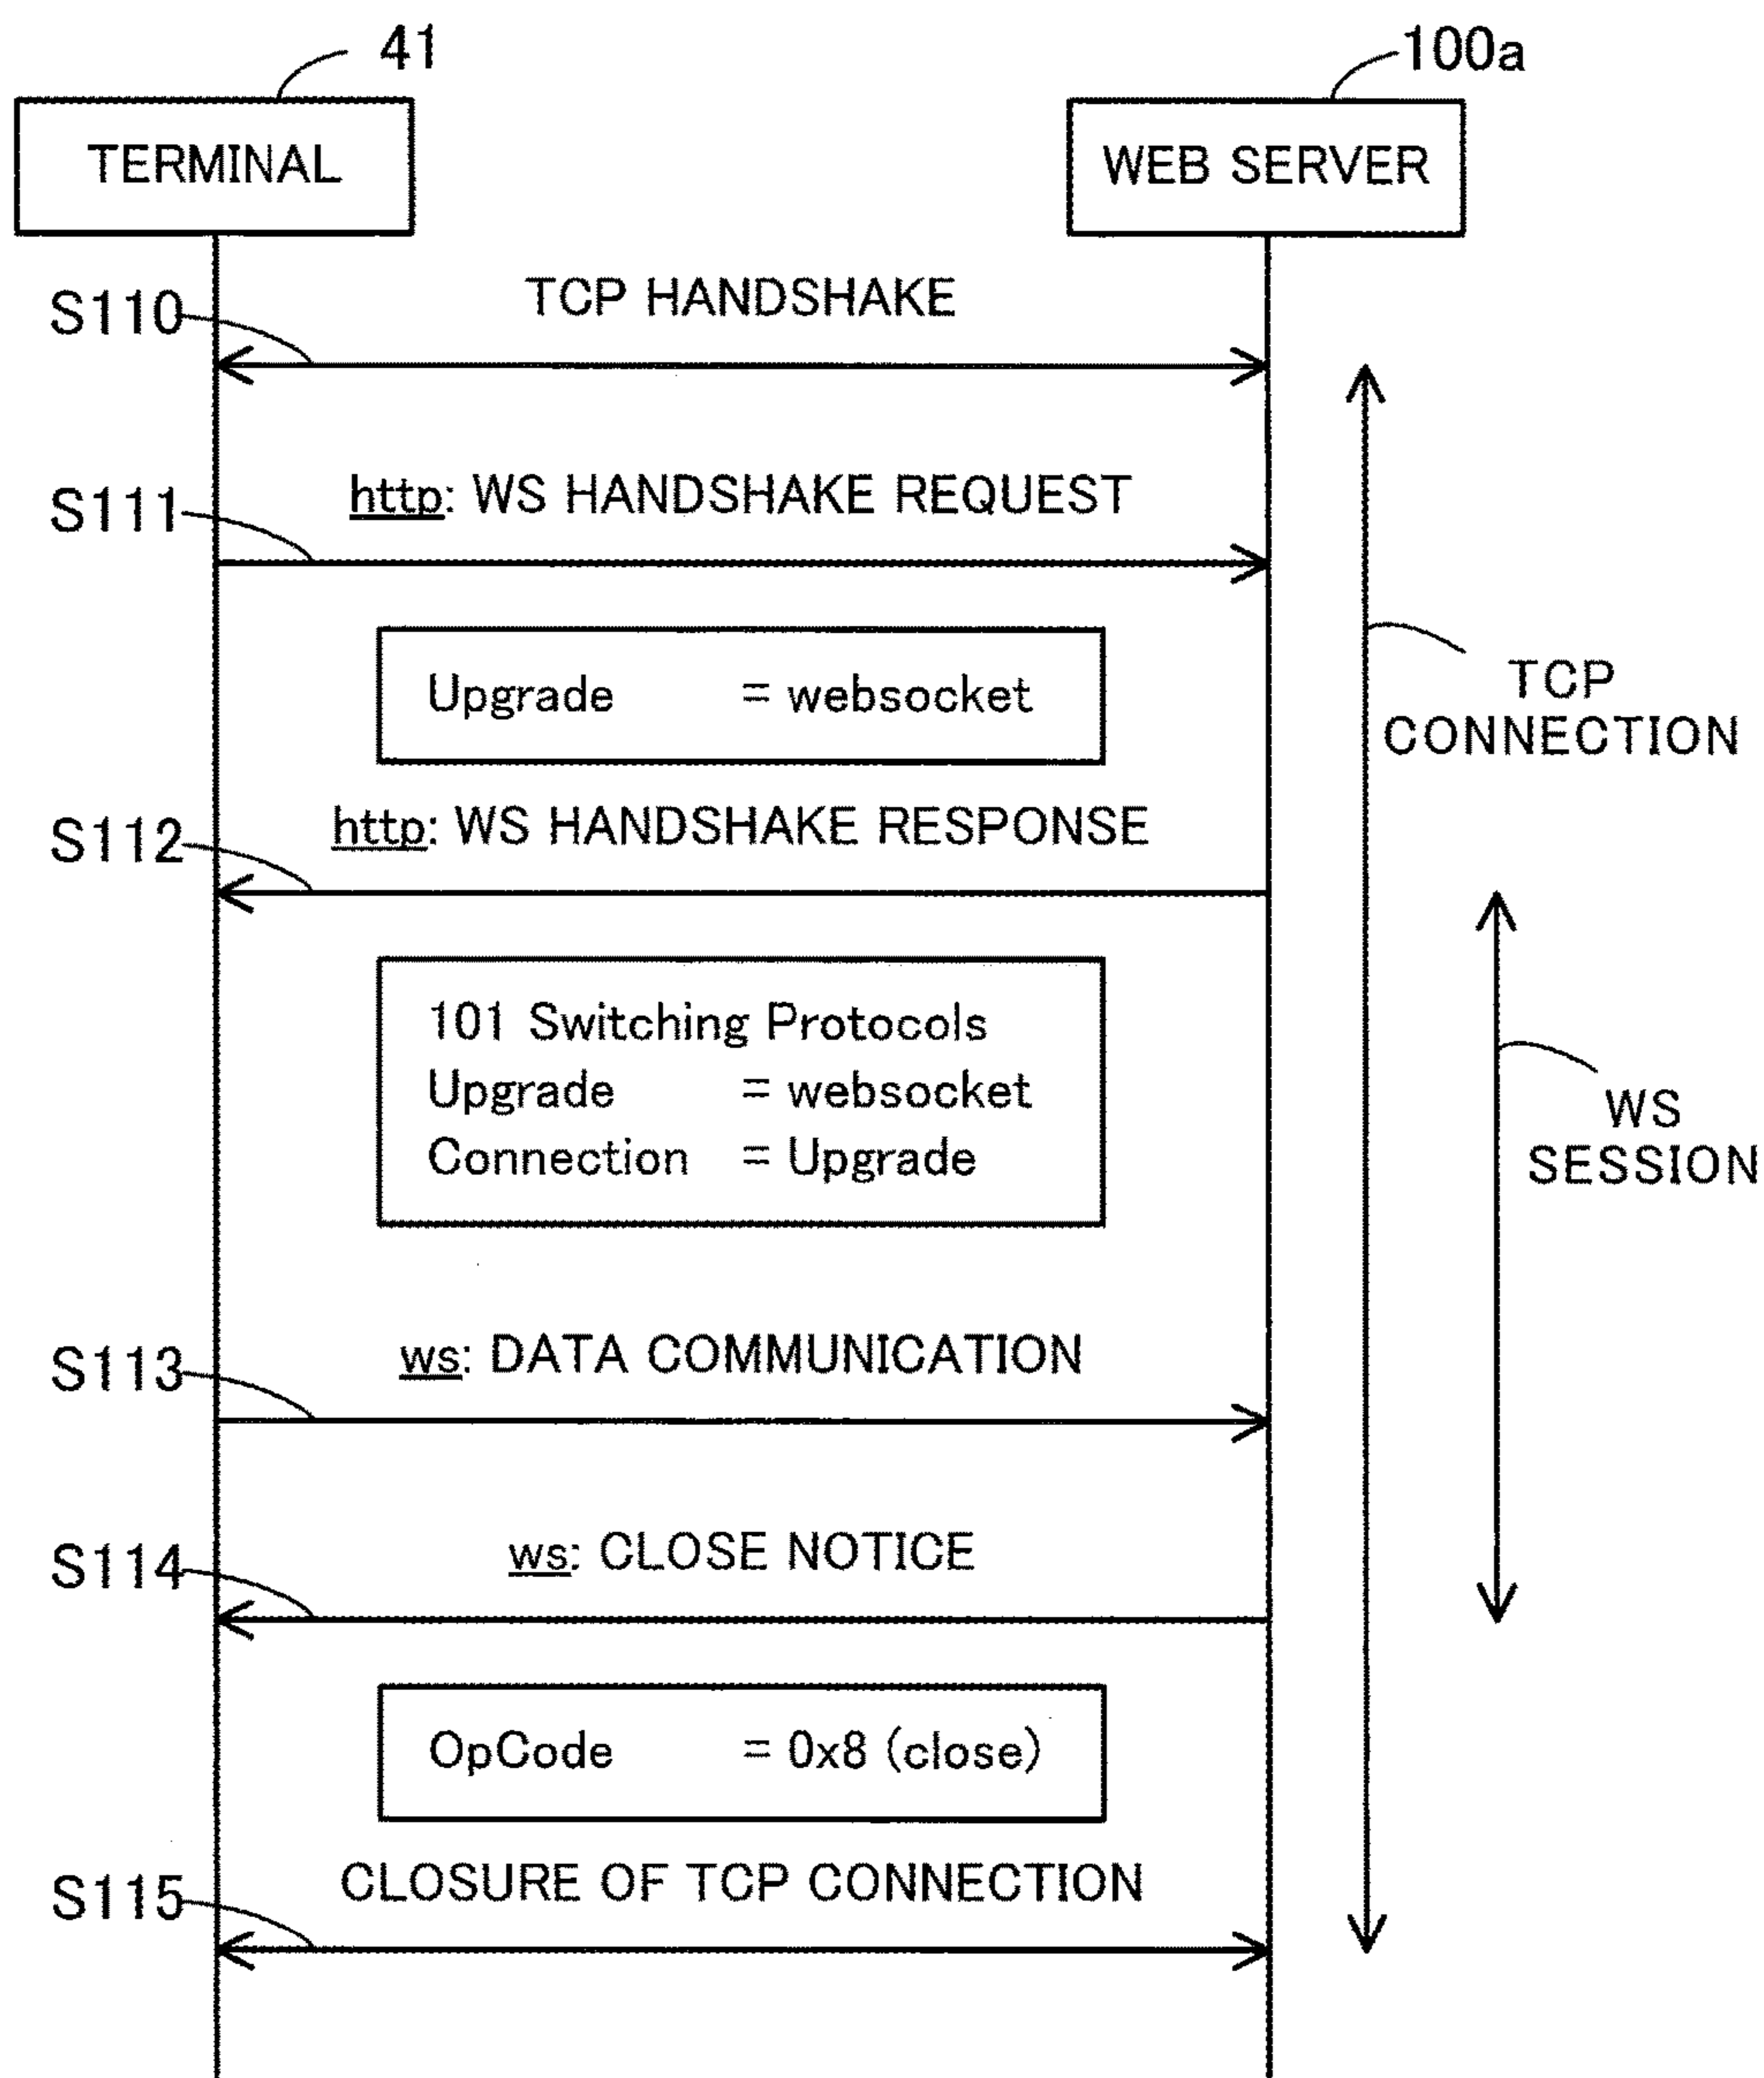 41
100a
TERMINAL
WEB SERVER
TCP HANDSHAKE
S110
http: WS HANDSHAKE REQUEST
S111
Upgrade = websocket
TCP
CONNECTION
http: WS HANDSHAKE RESPONSE
S112
101 Switching Protocols
Upgrade = websocket
Connection = Upgrade
WS
SESSION
ws: DATA COMMUNICATION
S113
ws: CLOSE NOTICE
S114
OpCode = 0x8 (close)
CLOSURE OF TCP CONNECTION
S115